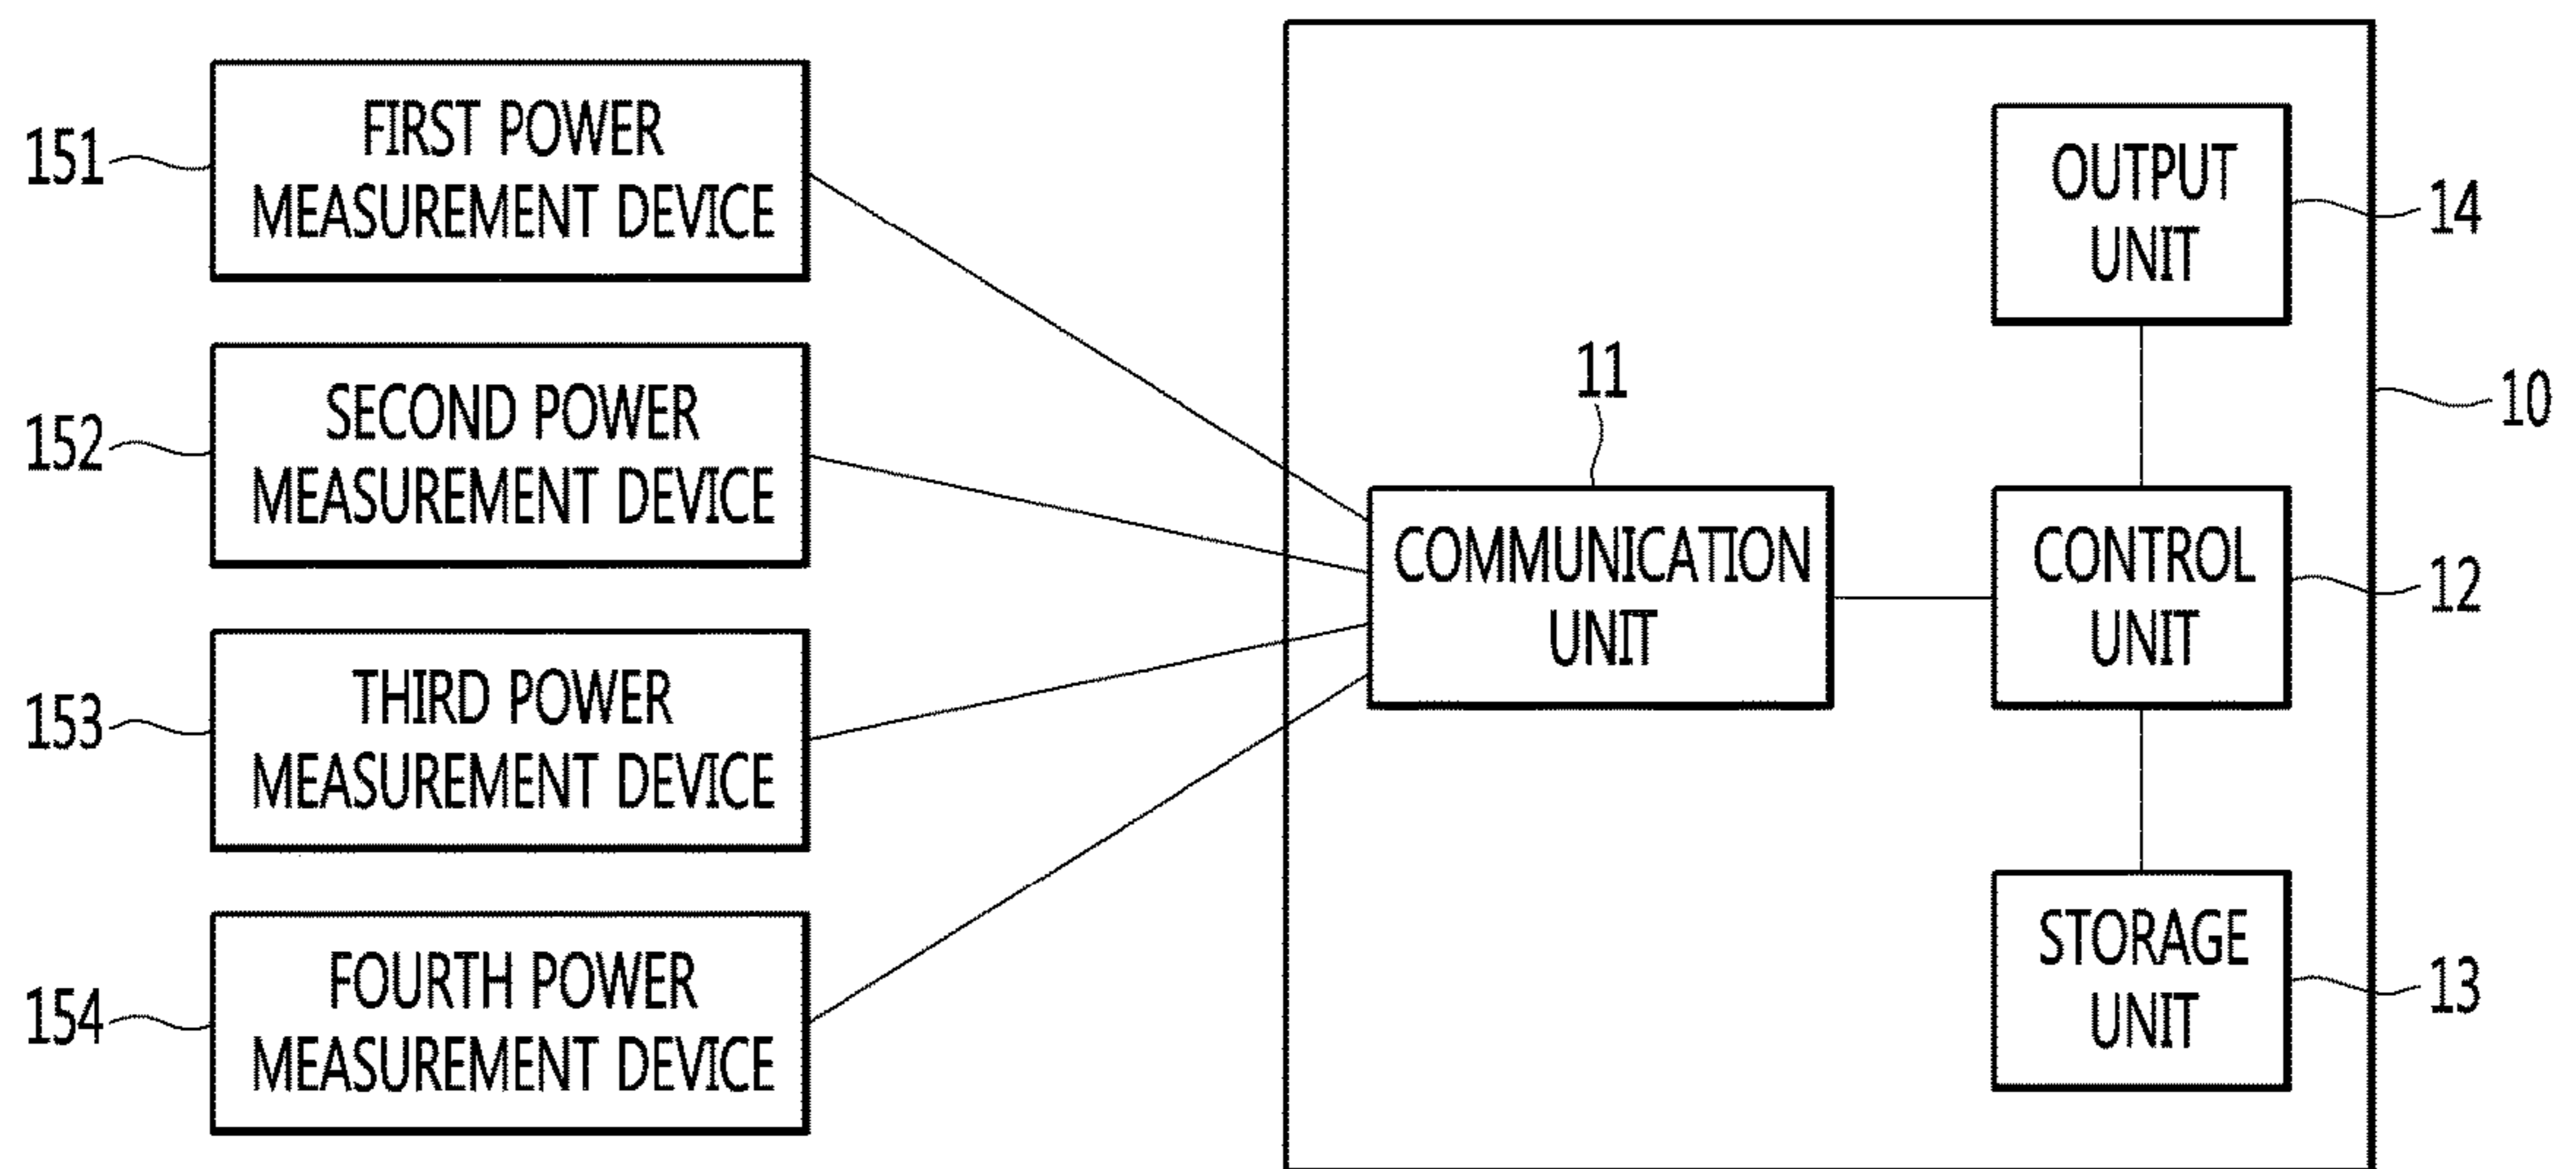 151
FIRST POWER
MEASUREMENT DEVICE
152
SECOND POWER
MEASUREMENT DEVICE
153
THIRD POWER
MEASUREMENT DEVICE
154
FOURTH POWER
MEASUREMENT DEVICE
11
COMMUNICATION
UNIT
OUTPUT
UNIT
14
10
CONTROL
UNIT
12
STORAGE
UNIT
13